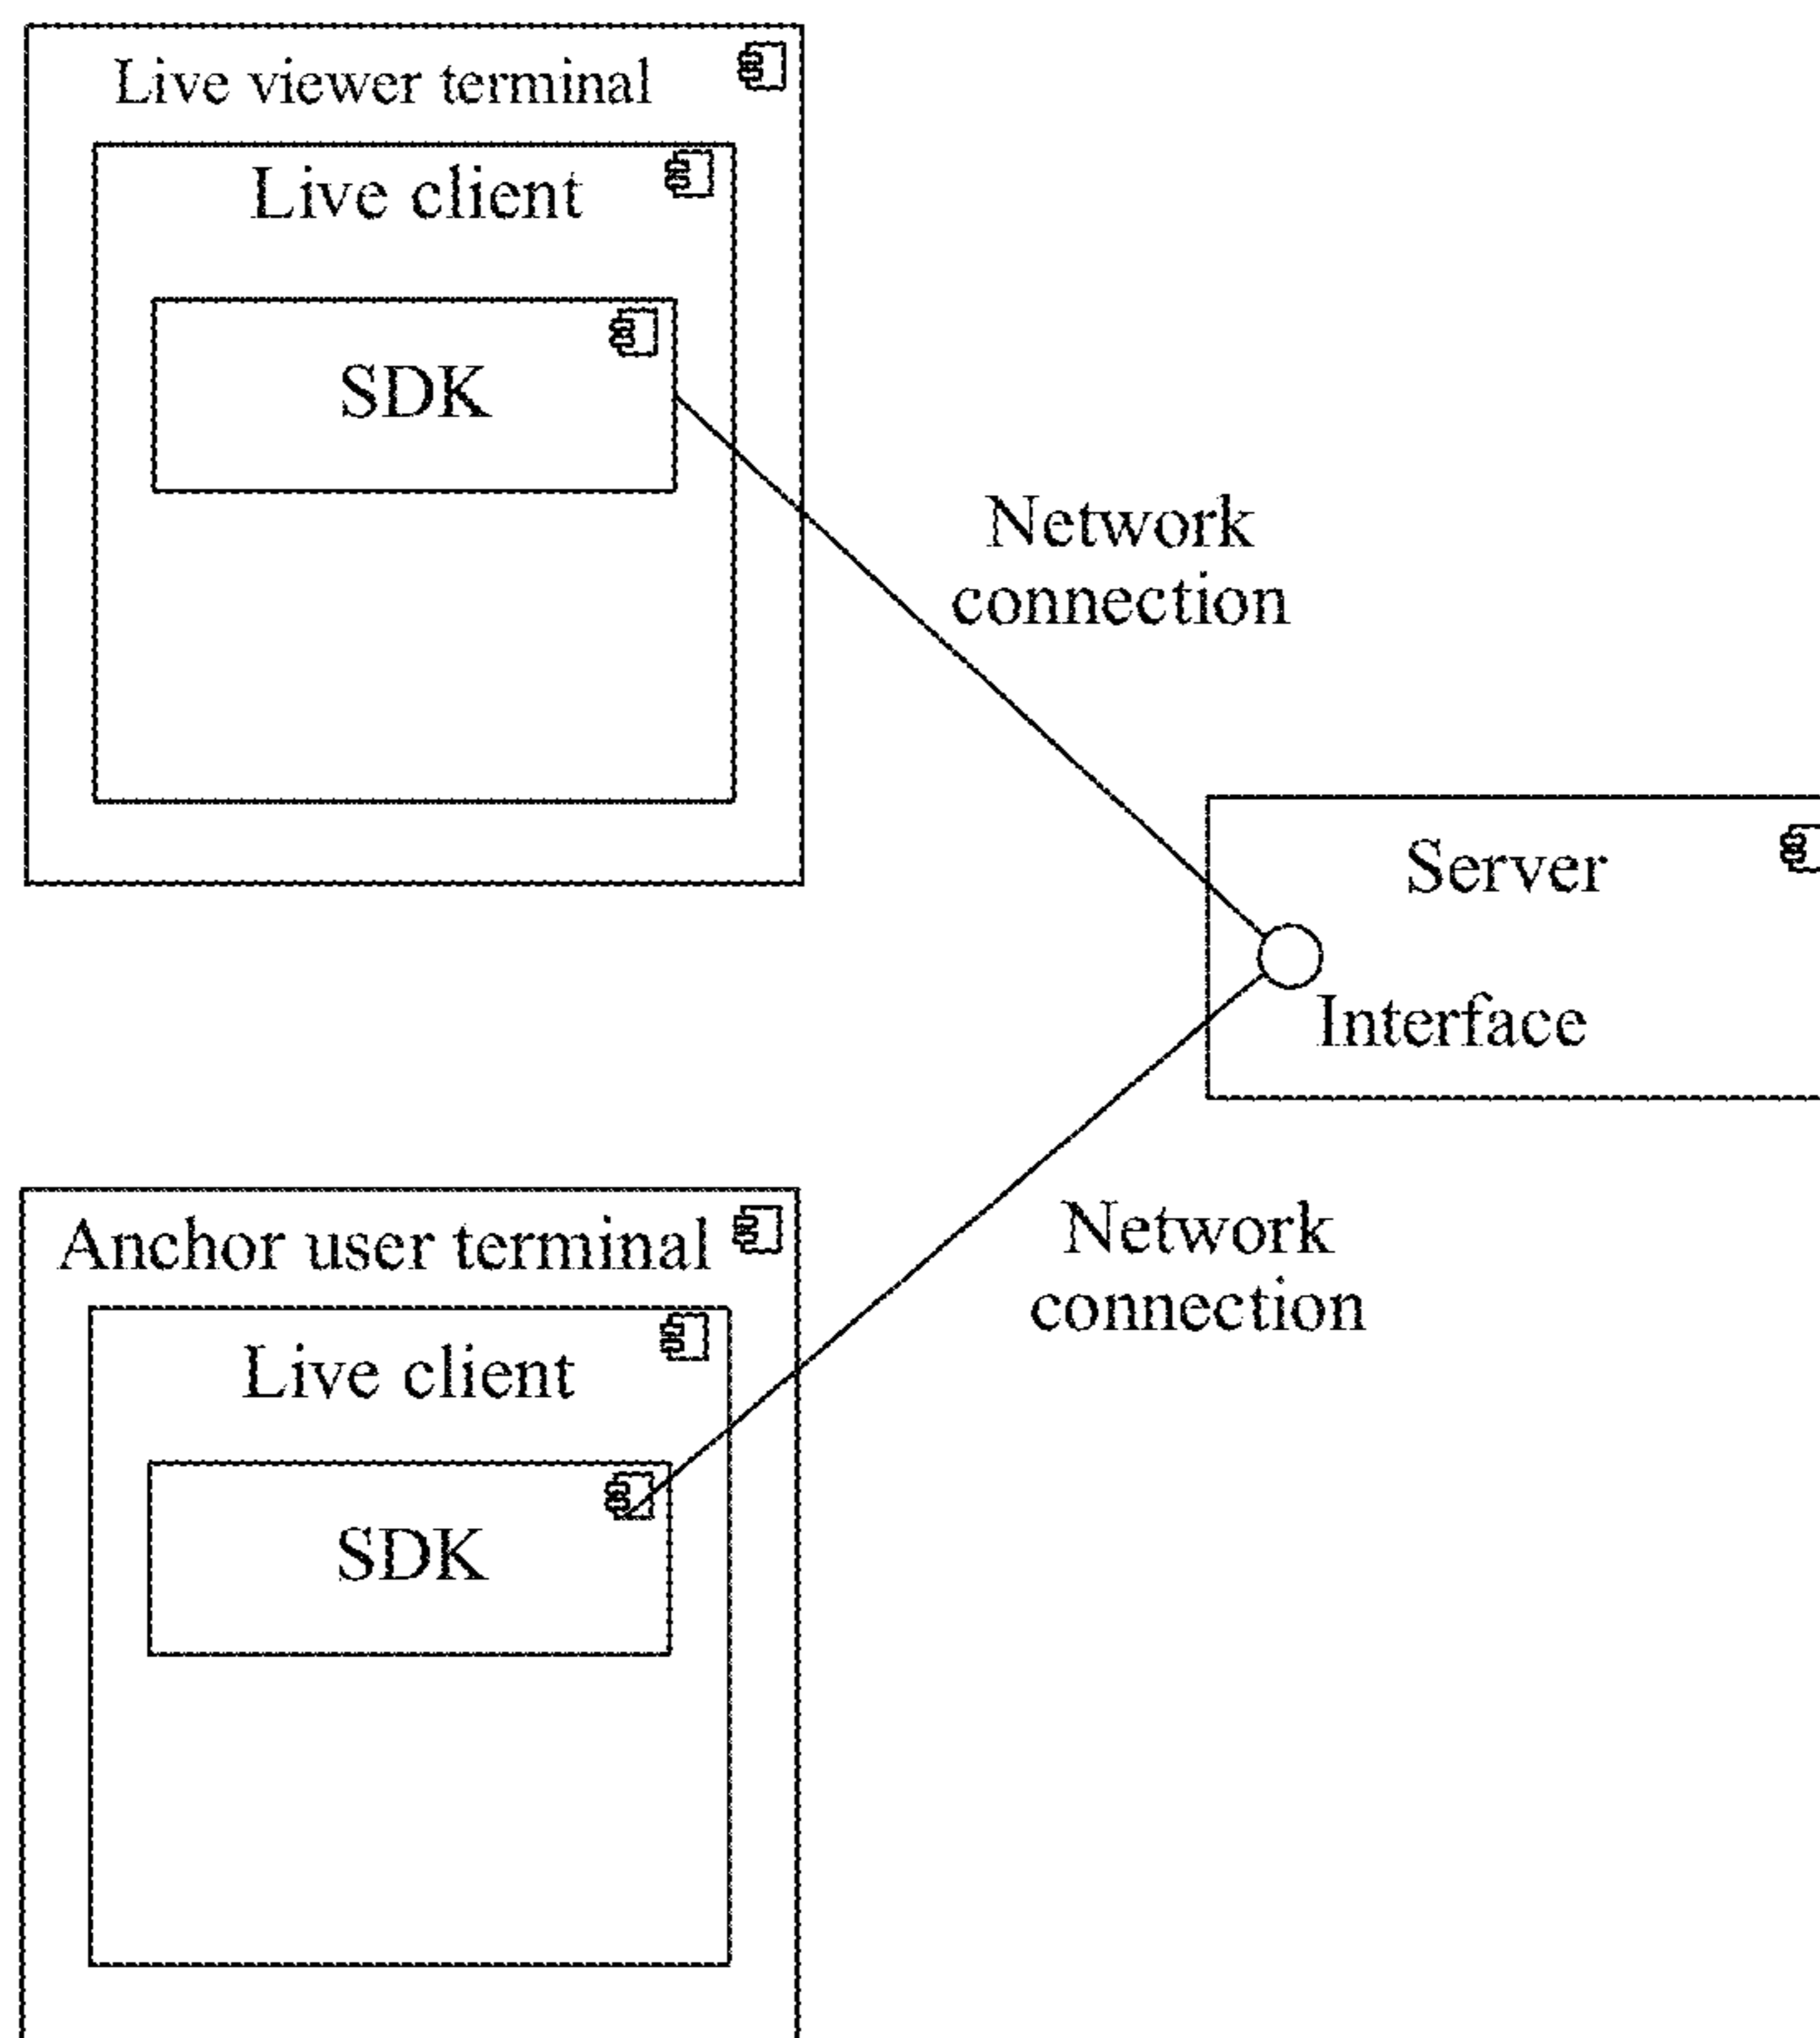 Live viewer terminal
Live client
SDK
Network
connection
Server
Interface
Anchor user terminal
Live client
SDK
Network
connection